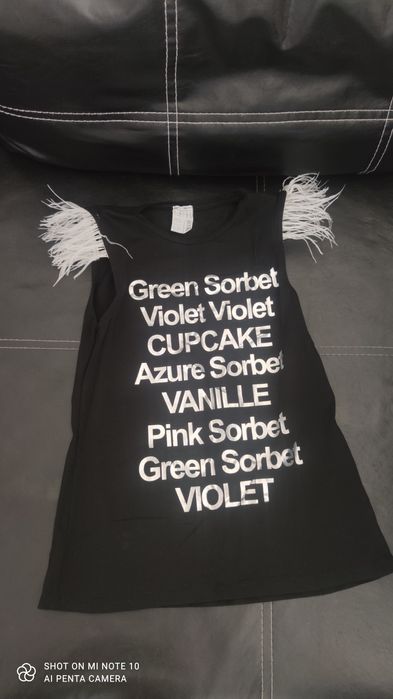 Green Sorbet
Violet Violet
CUPCAKE
Azure Sorbet
VANILLE
Pink Sorbet
Green Sorbet
VIOLET
SHOT ON MI NOTE 10
AI PENTA CAMERA